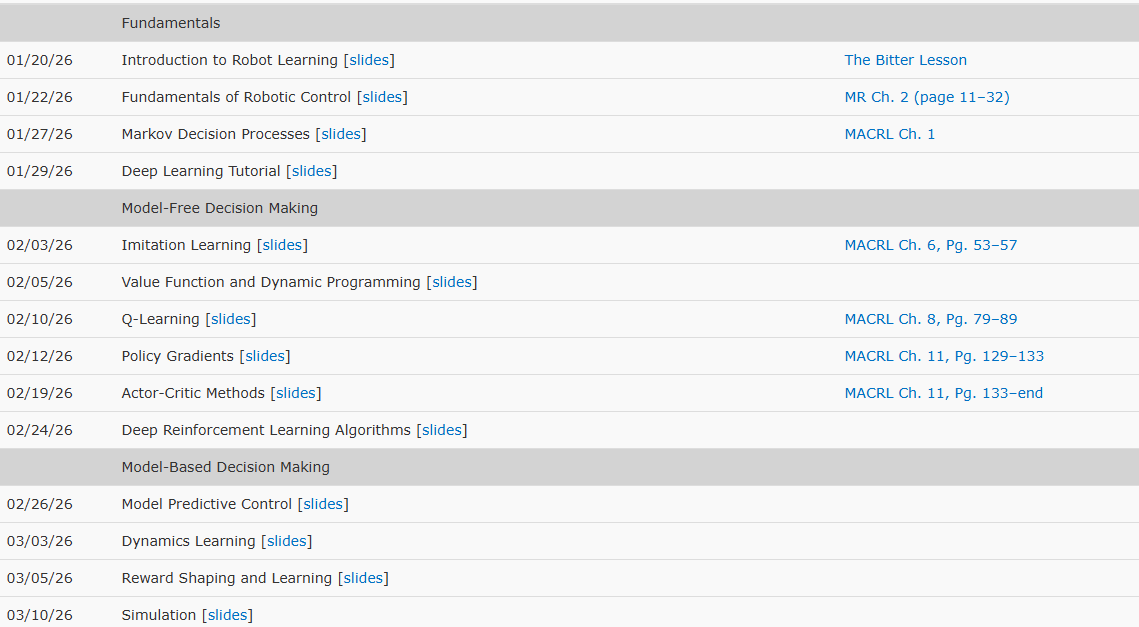 Fundamentals
01/20/26 Introduction to Robot Learning [slides] The Bitter Lesson
01/22/26 Fundamentals of Robotic Control [slides] MR Ch. 2 (page 11–32)
01/27/26 Markov Decision Processes [slides] MACRL Ch. 1
01/29/26 Deep Learning Tutorial [slides]
Model-Free Decision Making
02/03/26 Imitation Learning [slides] MACRL Ch. 6, Pg. 53–57
02/05/26 Value Function and Dynamic Programming [slides]
02/10/26 Q-Learning [slides] MACRL Ch. 8, Pg. 79–89
02/12/26 Policy Gradients [slides] MACRL Ch. 11, Pg. 129–133
02/19/26 Actor-Critic Methods [slides] MACRL Ch. 11, Pg. 133–end
02/24/26 Deep Reinforcement Learning Algorithms [slides]
Model-Based Decision Making
02/26/26 Model Predictive Control [slides]
03/03/26 Dynamics Learning [slides]
03/05/26 Reward Shaping and Learning [slides]
03/10/26 Simulation [slides]